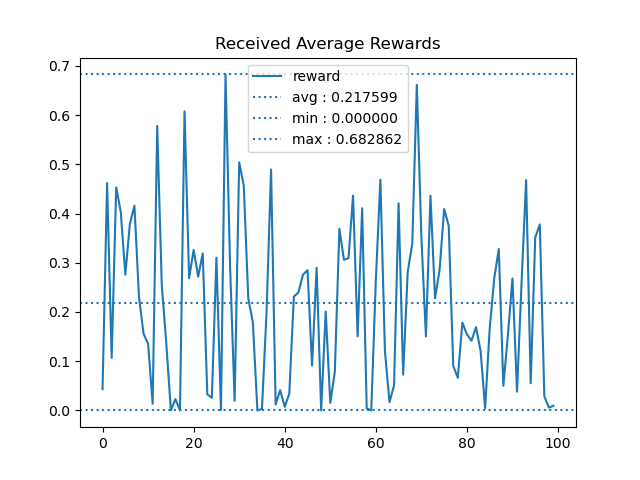 Received Average Rewards
reward
avg : 0.217599
min : 0.000000
max : 0.682862
0.7
0.6
0.5
0.4
0.3
0.2
0.1
0.0
0 20 40 60 80 100